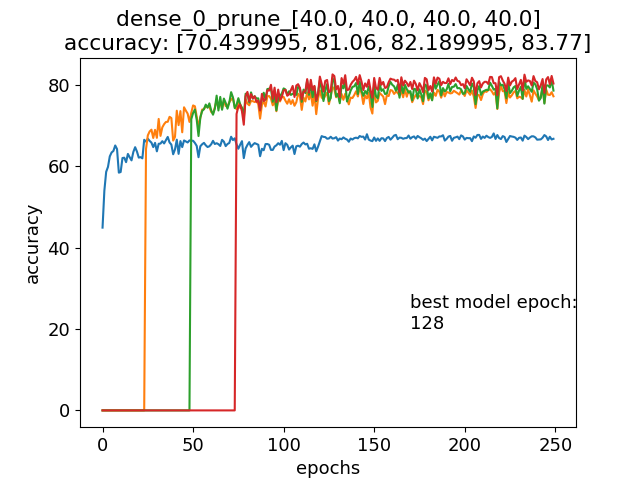 dense_0_prune_[40.0, 40.0, 40.0, 40.0]
accuracy: [70.439995, 81.06, 82.189995, 83.77]
80
60
40
20
0
accuracy
best model epoch:
128
0 50 100 150 200 250
epochs